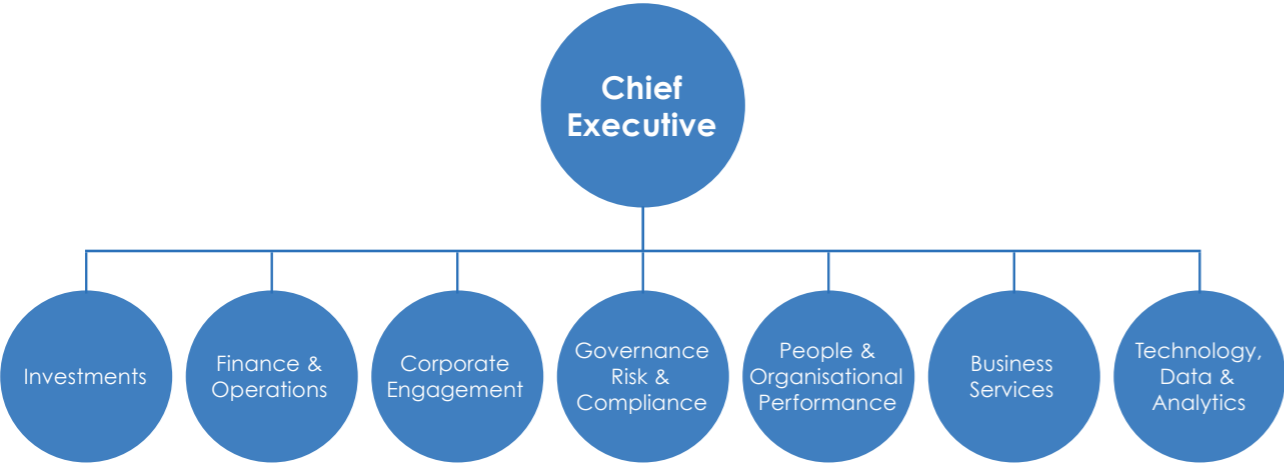 Chief
Executive
Investments
Finance &
Operations
Corporate
Engagement
Governance
Risk &
Compliance
People &
Organisational
Performance
Business
Services
Technology,
Data &
Analytics